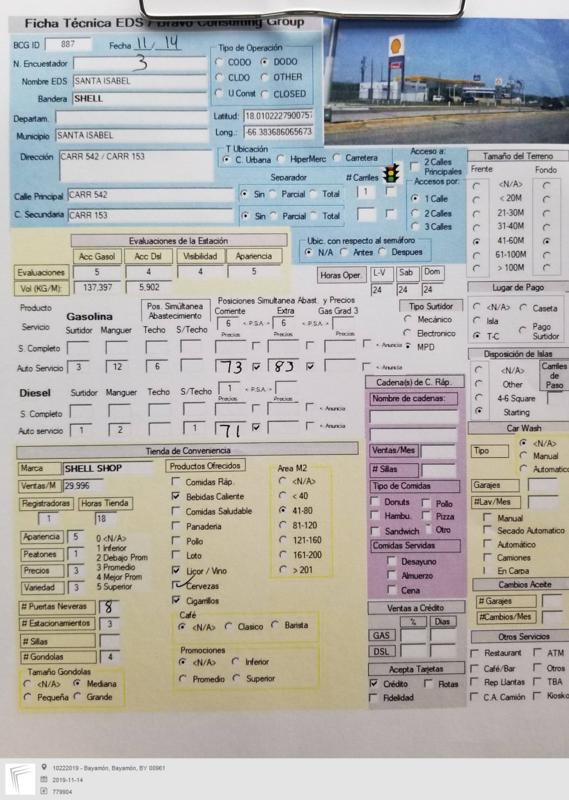 Ficha Técnica EDS / Bravo Consulting Group
BCG ID 887 Fecha 11/14
N. Encuestador 3
Nombre EDS SANTA ISABEL
Bandera SHELL
Departam.
Municipio SANTA ISABEL
Dirección CARR 542 / CARR 153
Tipo de Operación
CODO DODO
CLDO OTHER
U Const CLOSED
Latitud: 18.0102227900757
Long.: -66.383686065673
T Ubicación
C. Urbana HiperMerc Carretera
Acceso a:
2 Calles Principales
Accesos por:
1 Calle
2 Calles
3 Calles
Separador # Carriles
Calle Principal CARR 542 Sin Parcial Total 1
C. Secundaria CARR 153 Sin Parcial Total
Tamaño del Terreno
Frente Fondo
<N/A>
< 20M
21-30M
31-40M
41-60M
61-100M
> 100M
Evaluaciones de la Estación
Acc Gasol Acc Dsl Visibilidad Apariencia
Evaluaciones 5 4 4 5
Vol (KG/M): 137,397 5,902
Ubic. con respecto al semáforo
N/A Antes Despues
Horas Oper. L-V Sab Dom
24 24 24
Lugar de Pago
<N/A> Caseta
Isla
T-C Pago Surtidor
Producto Gasolina
Pos. Simultánea Abastecimiento
Posiciones Simultanea Abast. y Precios
Corriente Extra Gas Grad 3
Servicio Surtidor Manguer Techo S/Techo 6 < P.S.A > 6 < P.S.A >
Precios Precios Precios
S. Completo < Anuncia
Auto Servicio 3 12 6 73 83 < Anuncia
Tipo Surtidor
Mecánico
Electronico
MPD
Diesel Surtidor Manguer Techo S/Techo 1 < P.S.A
Precios
S. Completo < Anuncia
Auto servicio 1 2 1 71 < Anuncia
Disposición de Islas
<N/A>
Other
4-6 Square
Starting
Carriles de Paso
Cadena(s) de C. Ráp.
Nombre de cadenas:
Ventas/Mes
# Sillas
Tipo de Comidas
Donuts Pollo
Hambu. Pizza
Sandwich Otro
Comidas Servidas
Desayuno
Almuerzo
Cena
Car Wash
Tipo <N/A>
Manual
Automatico
Garajes
#Lav/Mes
Manual
Secado Automatico
Automático
Camiones
En Carpa
Cambios Aceite
# Garajes
#Cambios/Mes
Tienda de Conveniencia
Marca SHELL SHOP
Ventas/M 29,996
Registradoras Horas Tienda
1 18
Apariencia 5
Peatones 1
Precios 3
Variedad 3
0 <N/A>
1 Inferior
2 Debajo Prom
3 Promedio
4 Mejor Prom
5 Superior
# Puertas Neveras 8
# Estacionamientos 3
# Sillas
# Gondolas 4
Tamaño Gondolas
<N/A> Mediana
Pequeña Grande
Productos Ofrecidos
Comidas Ráp.
Bebidas Caliente
Comidas Saludable
Panaderia
Pollo
Loto
Licor / Vino
Cervezas
Cigarrillos
Area M2
<N/A>
< 40
41-80
81-120
121-160
161-200
> 201
Café
<N/A> Clasico Barista
Promociones
<N/A> Inferior
Promedio Superior
Ventas a Crédito
% Dias
GAS
DSL
Acepta Tarjetas
Crédito Flotas
Fidelidad
Otros Servicios
Restaurant ATM
Café/Bar Otros
Rep Llantas TBA
C.A. Camión Kiosko
10222019 - Bayamón, Bayamón, BY 00961
2019-11-14
779904